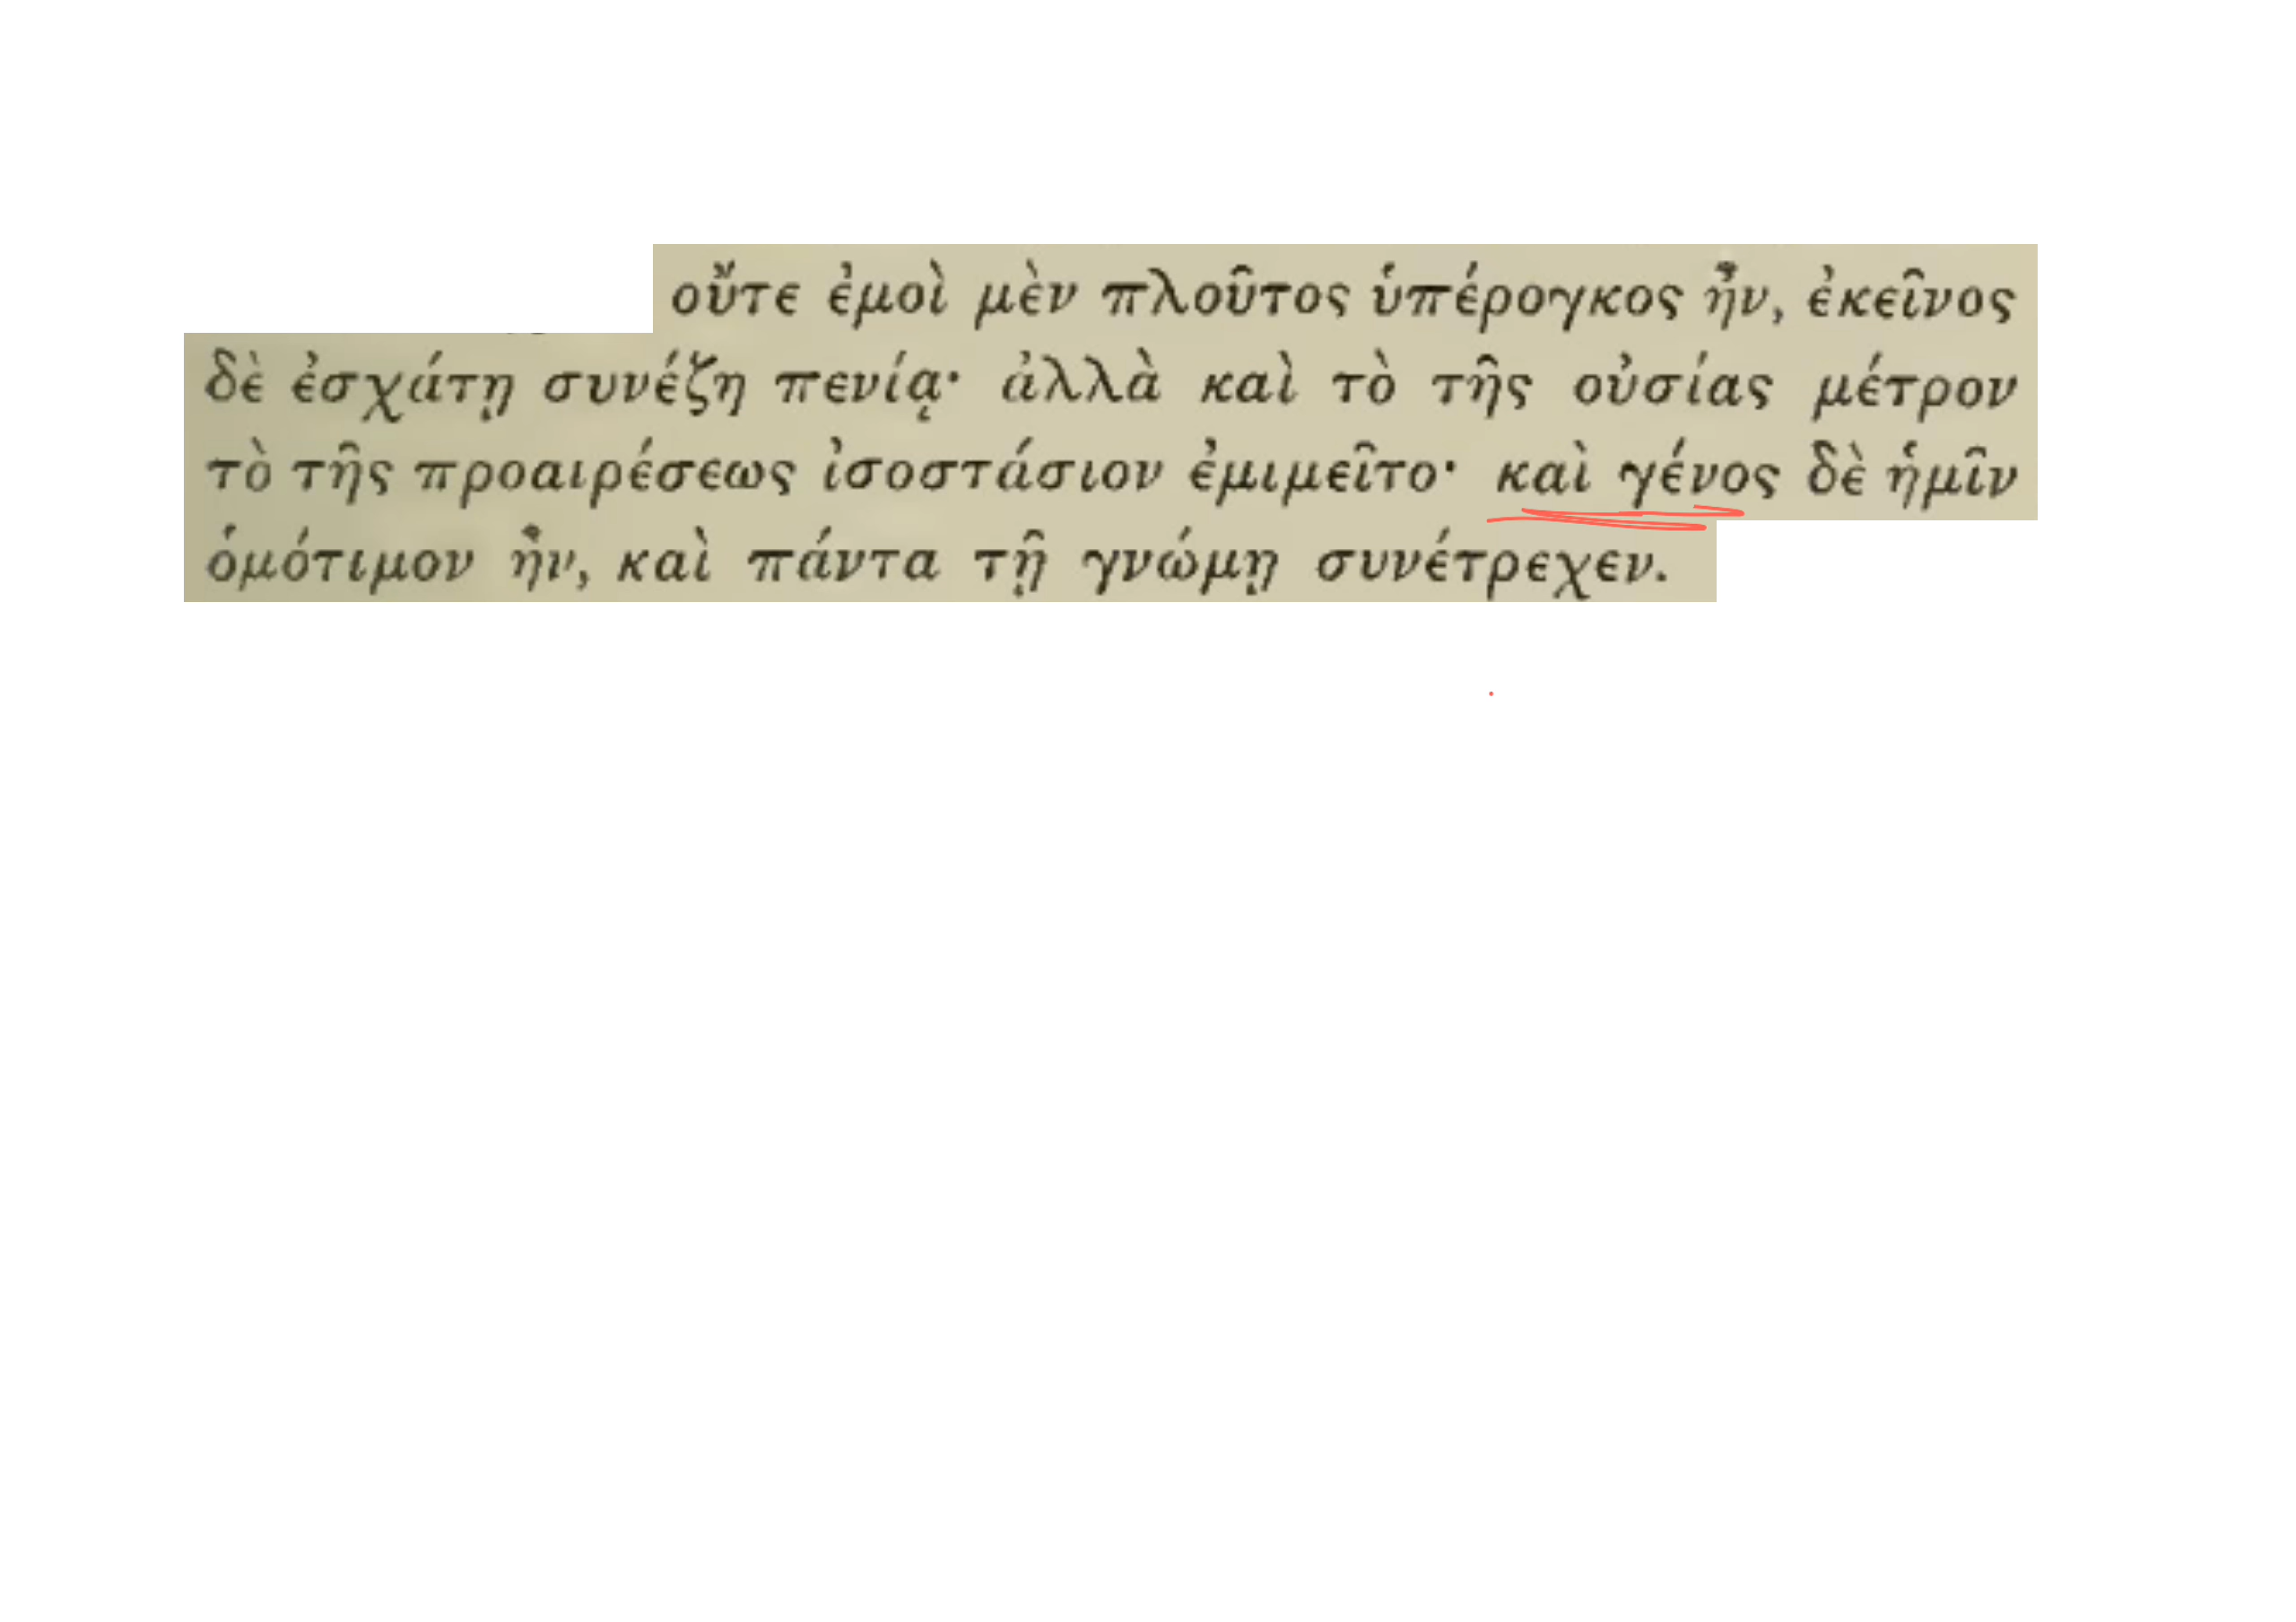 οὔτε ἐμοὶ μὲν πλοῦτος ὑπέρογκος ἦν, ἐκεῖνος
δὲ ἐσχάτῃ συνέζη πενίᾳ· ἀλλὰ καὶ τὸ τῆς οὐσίας μέτρον
τὸ τῆς προαιρέσεως ἰσοστάσιον ἐμιμεῖτο· καὶ γένος δὲ ἡμῖν
ὁμότιμον ἦν, καὶ πάντα τῇ γνώμῃ συνέτρεχεν.